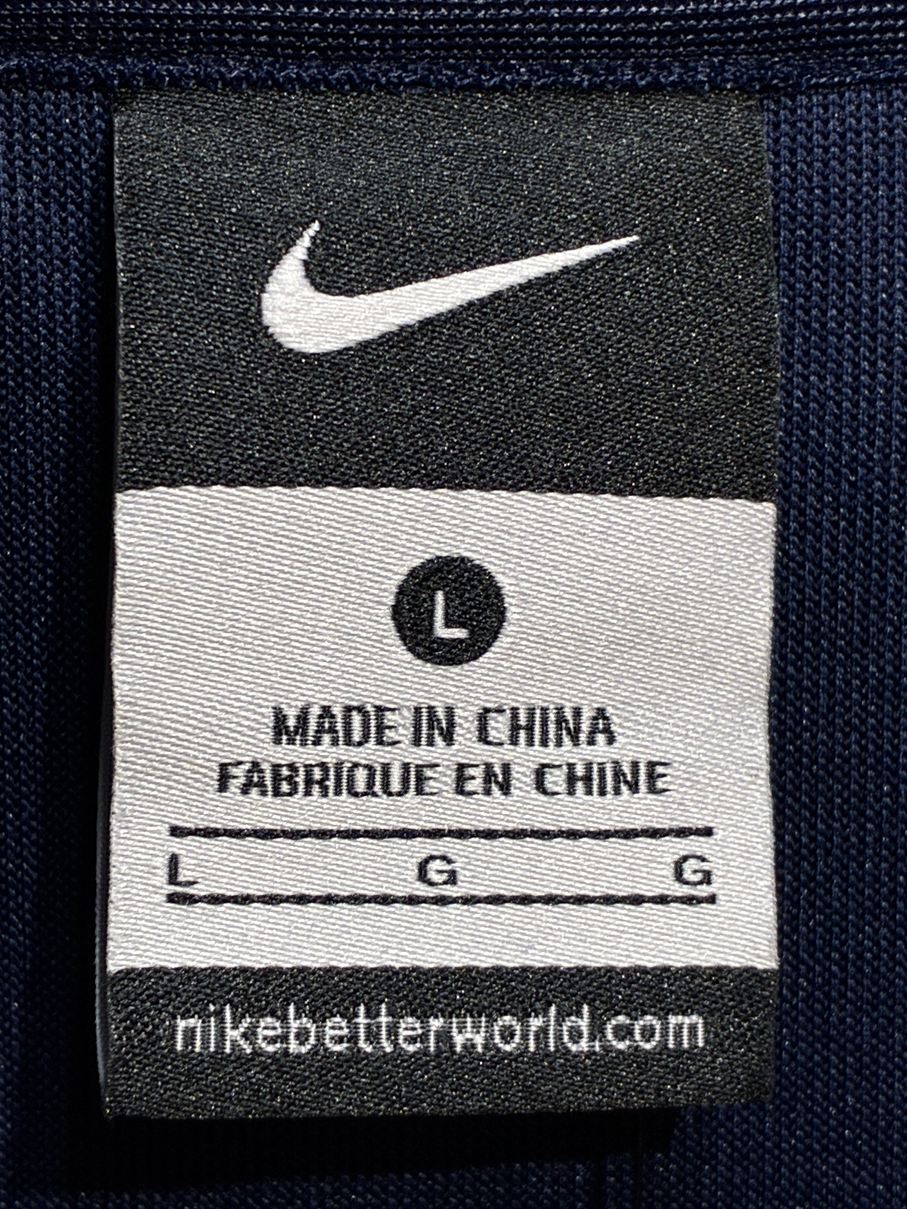 L
MADE IN CHINA
FABRIQUE EN CHINE
L G G
nikebetterworld.com